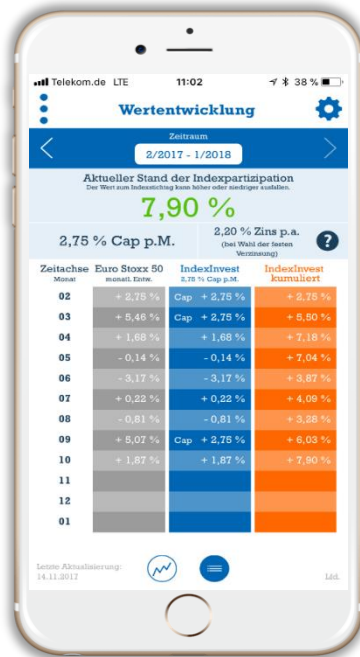 Telekom.de LTE 11:02 38 %
Wertentwicklung
Zeitraum
2/2017 - 1/2018
Aktueller Stand der Indexpartizipation
Der Wert zum Indexstichtag kann höher oder niedriger ausfallen.
7,90 %
2,75 % Cap p.M.
2,20 % Zins p.a.
(bei Wahl der festen
Verzinsung)
?
Zeitachse Euro Stoxx 50 IndexInvest IndexInvest
Monat monatl. Entw. 2,75 % Cap p.M. kumuliert
02 + 2,75 % Cap + 2,75 % + 2,75 %
03 + 5,46 % Cap + 2,75 % + 5,50 %
04 + 1,68 % + 1,68 % + 7,18 %
05 - 0,14 % - 0,14 % + 7,04 %
06 - 3,17 % - 3,17 % + 3,87 %
07 + 0,22 % + 0,22 % + 4,09 %
08 - 0,81 % - 0,81 % + 3,28 %
09 + 5,07 % Cap + 2,75 % + 6,03 %
10 + 1,87 % + 1,87 % + 7,90 %
11
12
01
Letzte Aktualisierung:
14.11.2017